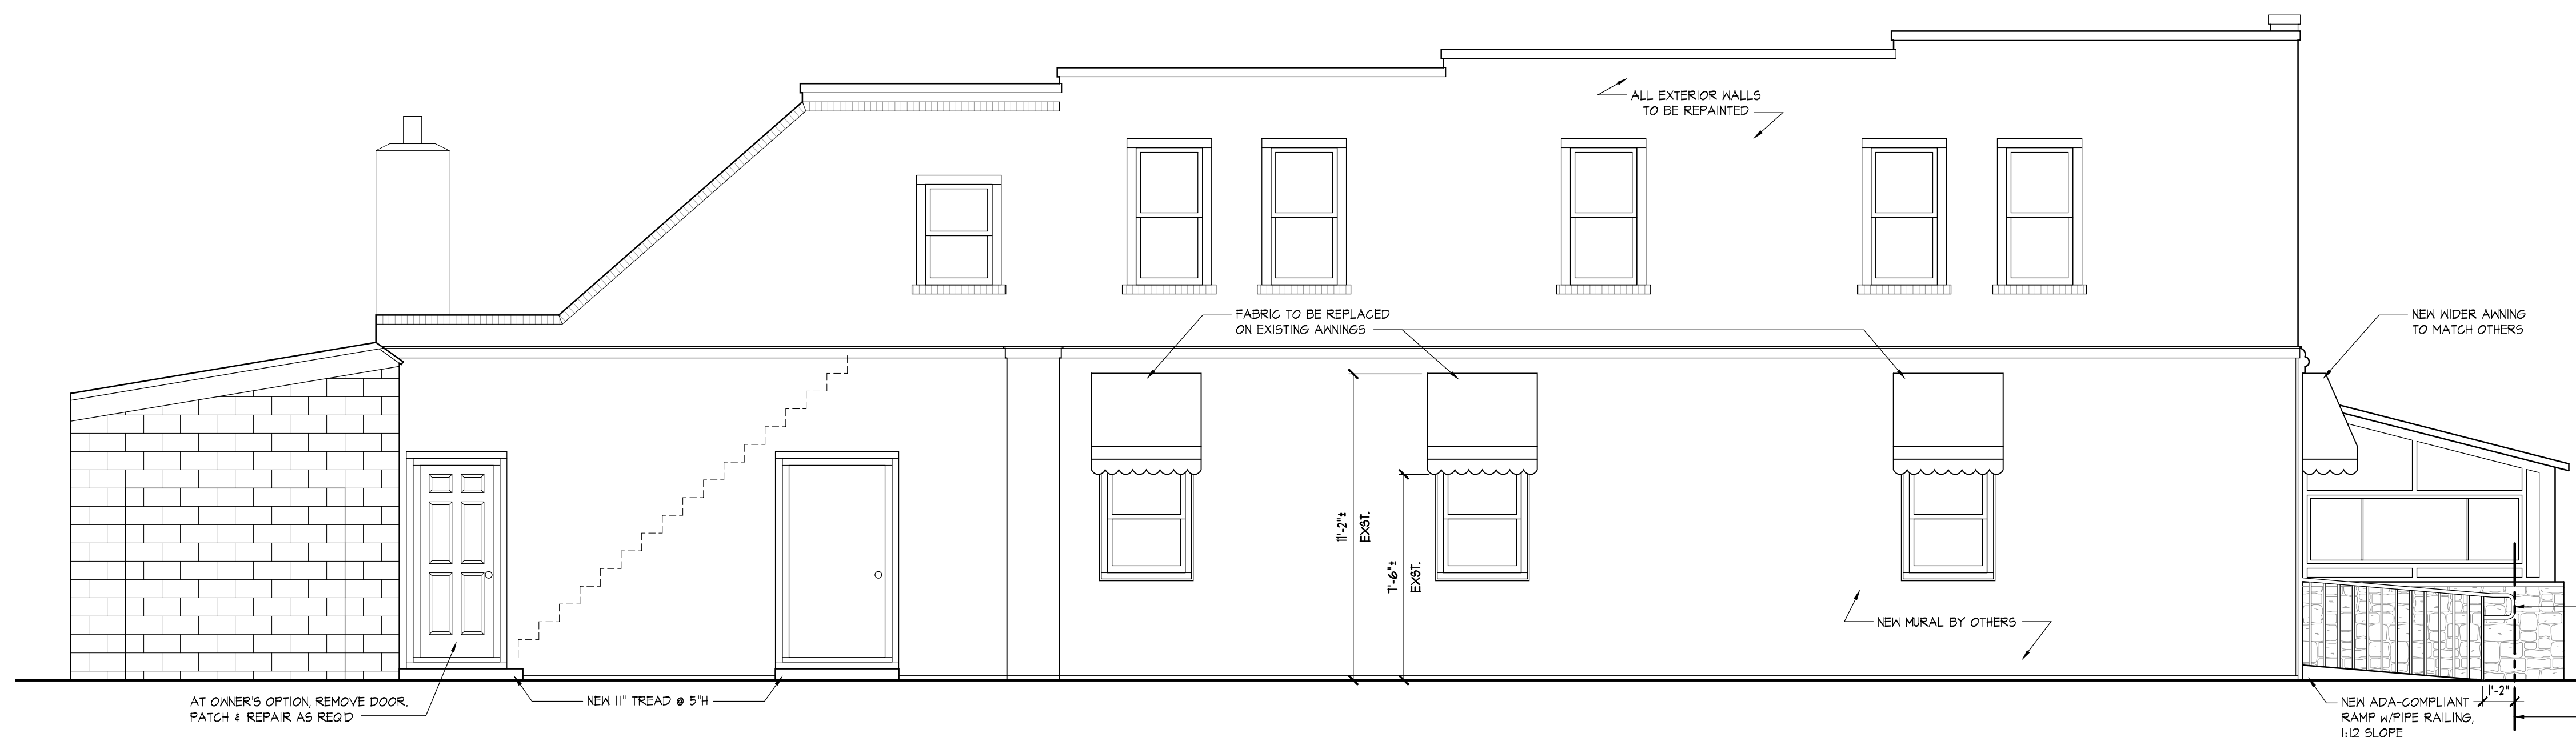 ALL EXTERIOR WALLS
TO BE REPAINTED
FABRIC TO BE REPLACED
ON EXISTING AWNINGS
NEW WIDER AWNING
TO MATCH OTHERS
11'-2"±
EXST.
7'-6"±
EXST.
NEW MURAL BY OTHERS
AT OWNER'S OPTION, REMOVE DOOR.
PATCH & REPAIR AS REQ'D
NEW 11" TREAD @ 5"H
1'-2"
NEW ADA-COMPLIANT
RAMP W/PIPE RAILING,
1:12 SLOPE